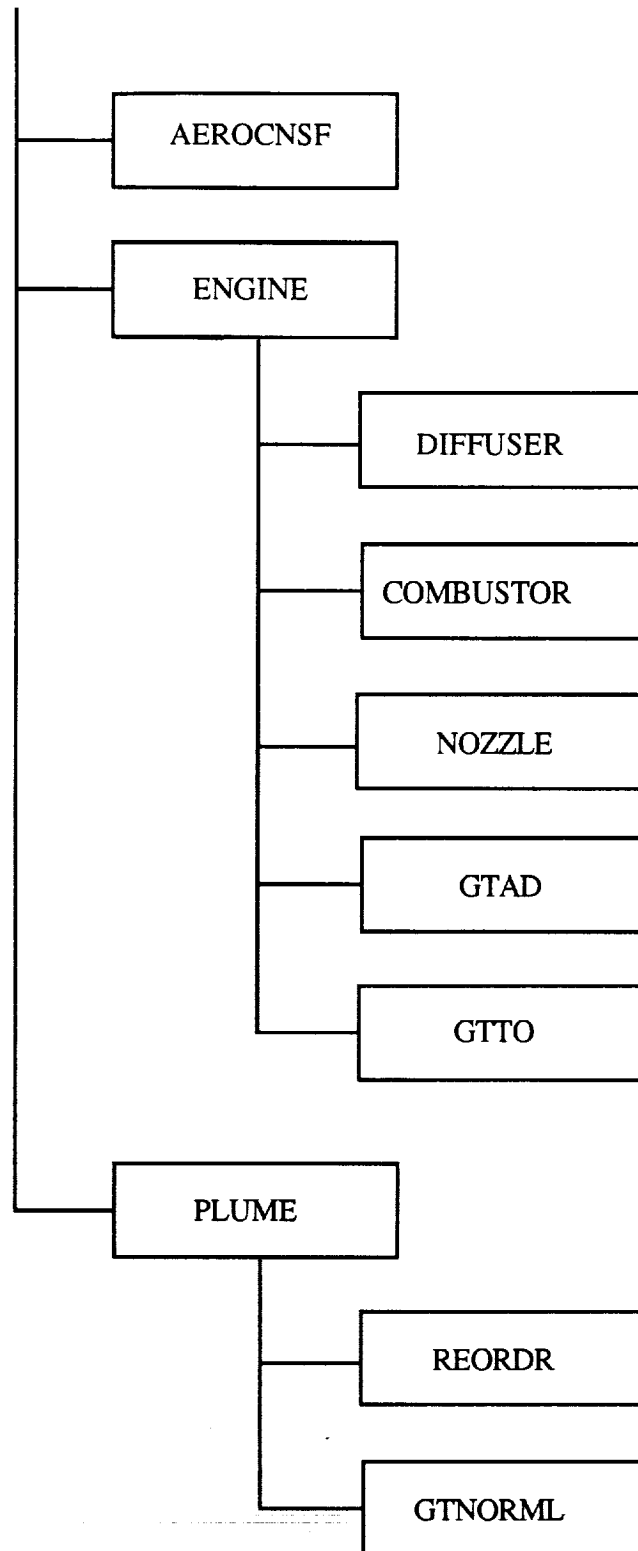 AEROCNSF
ENGINE
DIFFUSER
COMBUSTOR
NOZZLE
GTAD
GTTO
PLUME
REORDR
GTNORML